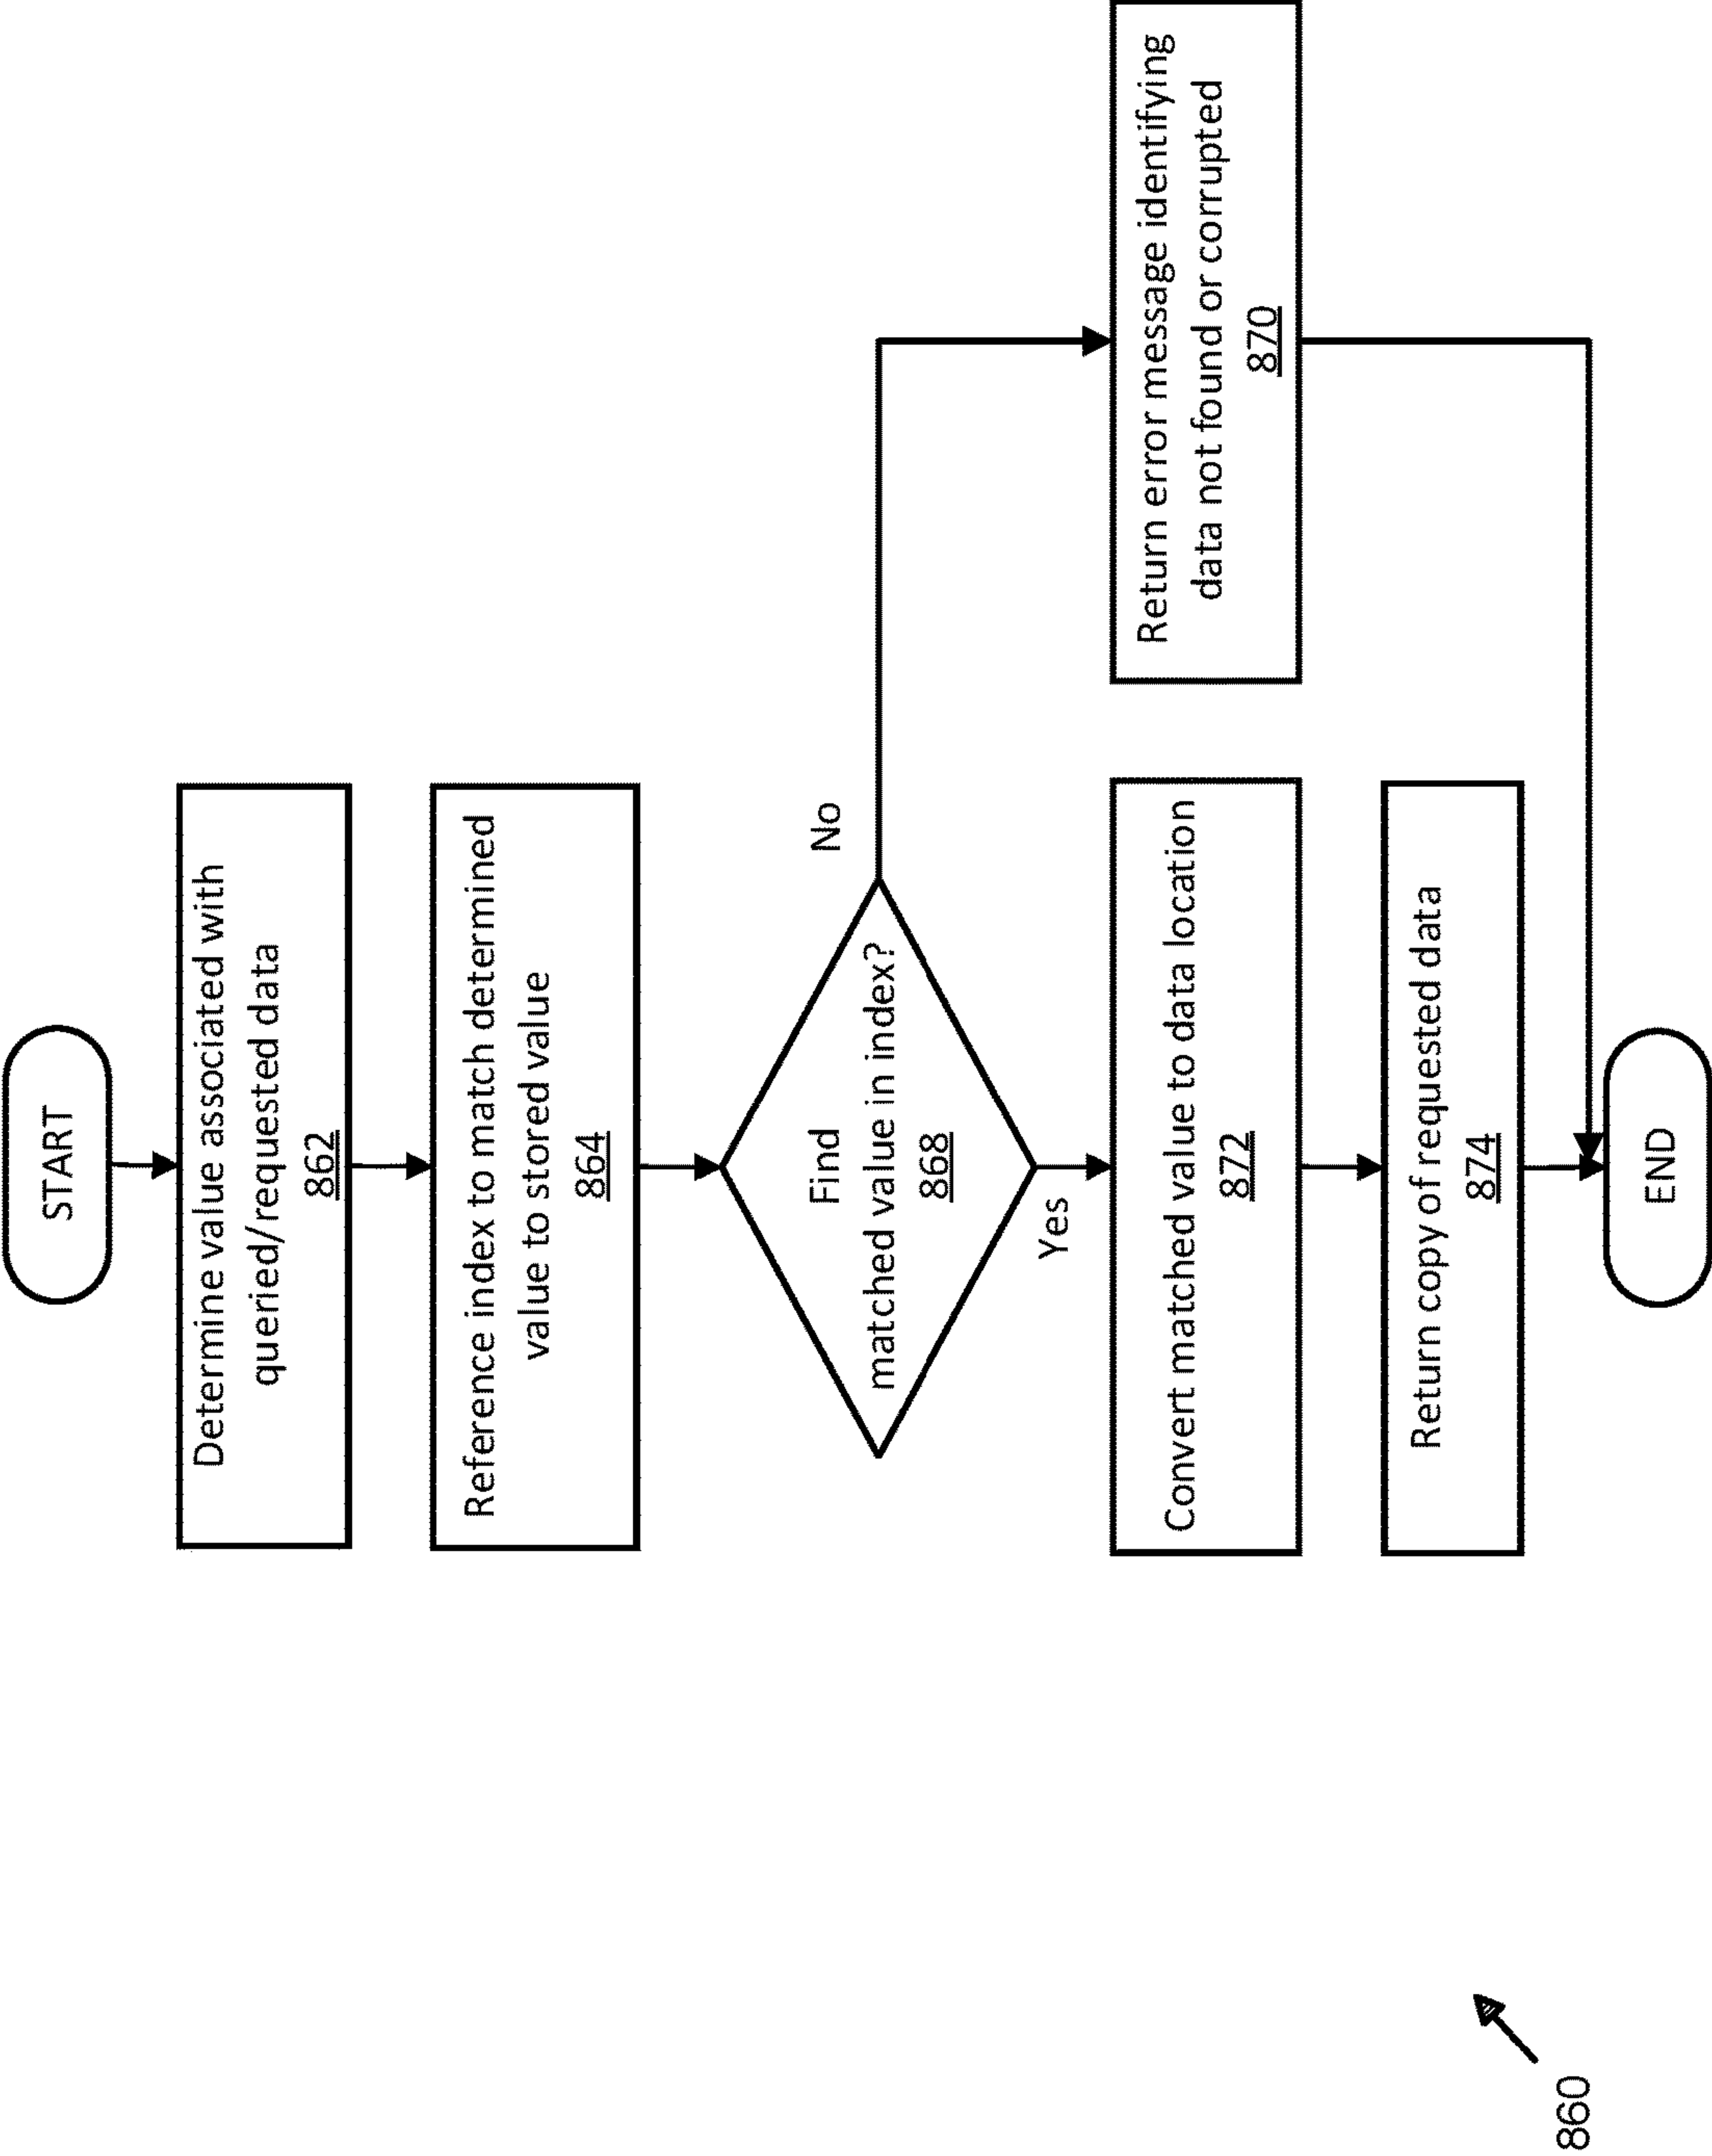 START
Determine value associated with
queried/requested data
862
Reference index to match determined
value to stored value
864
Find
matched value in index?
868
No
Yes
Return error message identifying
data not found or corrupted
870
Convert matched value to data location
872
Return copy of requested data
874
END
860